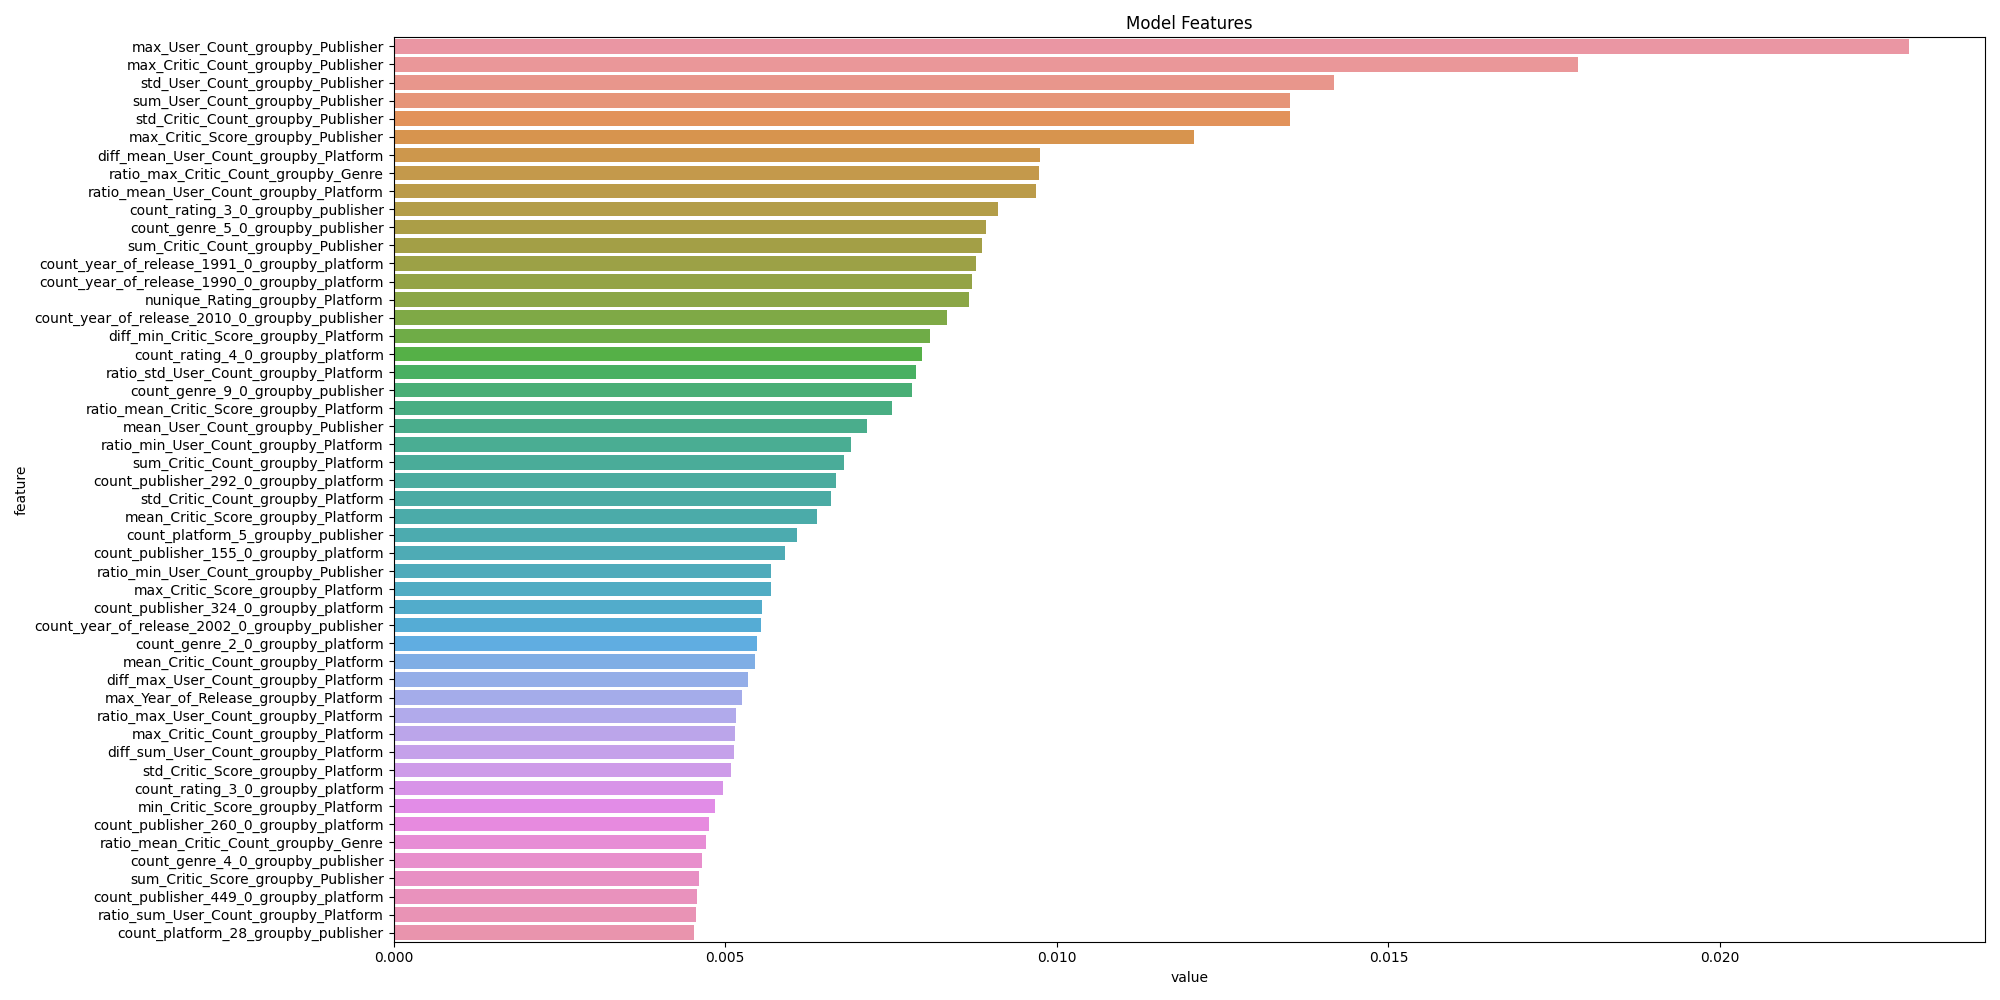 Model Features
max_User_Count_groupby_Publisher
max_Critic_Count_groupby_Publisher
std_User_Count_groupby_Publisher
sum_User_Count_groupby_Publisher
std_Critic_Count_groupby_Publisher
max_Critic_Score_groupby_Publisher
diff_mean_User_Count_groupby_Platform
ratio_max_Critic_Count_groupby_Genre
ratio_mean_User_Count_groupby_Platform
count_rating_3_0_groupby_publisher
count_genre_5_0_groupby_publisher
sum_Critic_Count_groupby_Publisher
count_year_of_release_1991_0_groupby_platform
count_year_of_release_1990_0_groupby_platform
nunique_Rating_groupby_Platform
count_year_of_release_2010_0_groupby_publisher
diff_min_Critic_Score_groupby_Platform
count_rating_4_0_groupby_platform
ratio_std_User_Count_groupby_Platform
count_genre_9_0_groupby_publisher
ratio_mean_Critic_Score_groupby_Platform
mean_User_Count_groupby_Publisher
ratio_min_User_Count_groupby_Platform
sum_Critic_Count_groupby_Platform
count_publisher_292_0_groupby_platform
std_Critic_Count_groupby_Platform
mean_Critic_Score_groupby_Platform
count_platform_5_groupby_publisher
count_publisher_155_0_groupby_platform
ratio_min_User_Count_groupby_Publisher
max_Critic_Score_groupby_Platform
count_publisher_324_0_groupby_platform
count_year_of_release_2002_0_groupby_publisher
count_genre_2_0_groupby_platform
mean_Critic_Count_groupby_Platform
diff_max_User_Count_groupby_Platform
max_Year_of_Release_groupby_Platform
ratio_max_User_Count_groupby_Platform
max_Critic_Count_groupby_Platform
diff_sum_User_Count_groupby_Platform
std_Critic_Score_groupby_Platform
count_rating_3_0_groupby_platform
min_Critic_Score_groupby_Platform
count_publisher_260_0_groupby_platform
ratio_mean_Critic_Count_groupby_Genre
count_genre_4_0_groupby_publisher
sum_Critic_Score_groupby_Publisher
count_publisher_449_0_groupby_platform
ratio_sum_User_Count_groupby_Platform
count_platform_28_groupby_publisher
feature
0.000 0.005 0.010 0.015 0.020
value